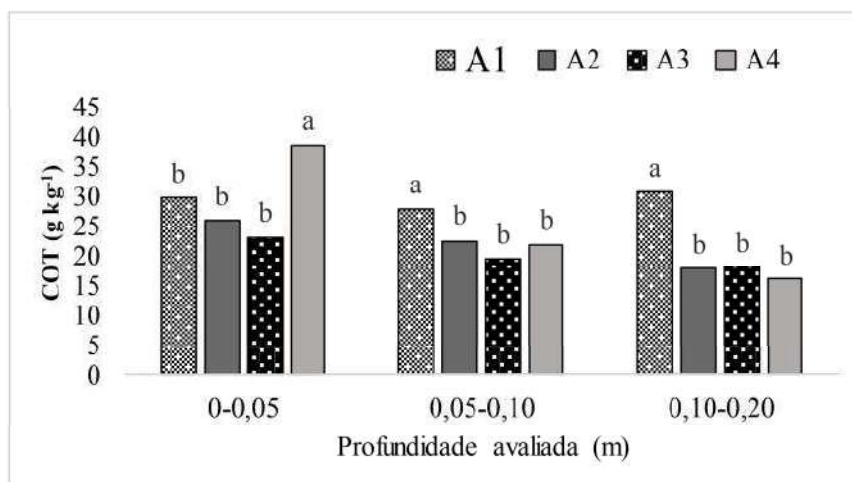 A1 A2 A3 A4
COT (g kg⁻¹)
45
40
35
30
25
20
15
10
5
0
b b b a
a b b b
a b b b
0-0,05 0,05-0,10 0,10-0,20
Profundidade avaliada (m)